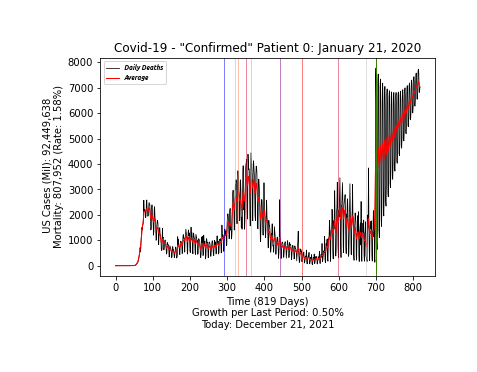 Covid-19 - "Confirmed" Patient 0: January 21, 2020
Daily Deaths
Average
8000
7000
6000
5000
4000
3000
2000
1000
0
US Cases (Mil): 92,449,638
Mortality: 807,952 (Rate: 1.58%)
0 100 200 300 400 500 600 700 800
Time (819 Days)
Growth per Last Period: 0.50%
Today: December 21, 2021